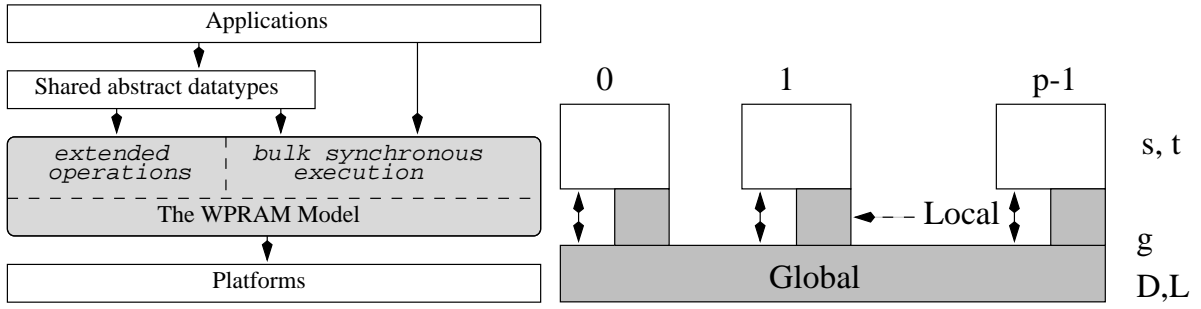 Applications
Shared abstract datatypes
extended
operations
bulk synchronous
execution
The WPRAM Model
Platforms
0
1
p-1
s, t
Local
g
Global
D,L